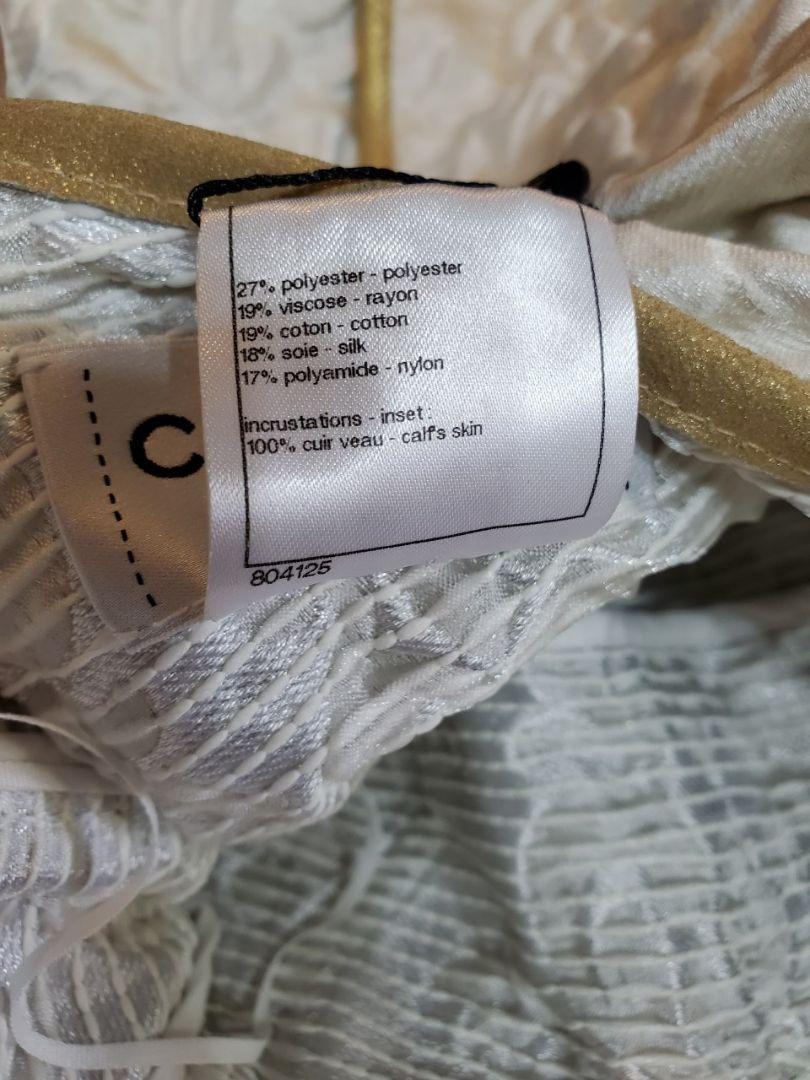 27% polyester - polyester
19% viscose - rayon
19% coton - cotton
18% soie - silk
17% polyamide - nylon
incrustations - inset :
100% cuir veau - calf's skin
804125
C